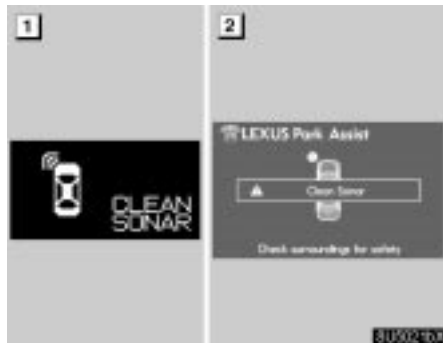 1
CLEAN
SONAR
2
LEXUS Park Assist
Clean Sonar
Check surroundings for safety